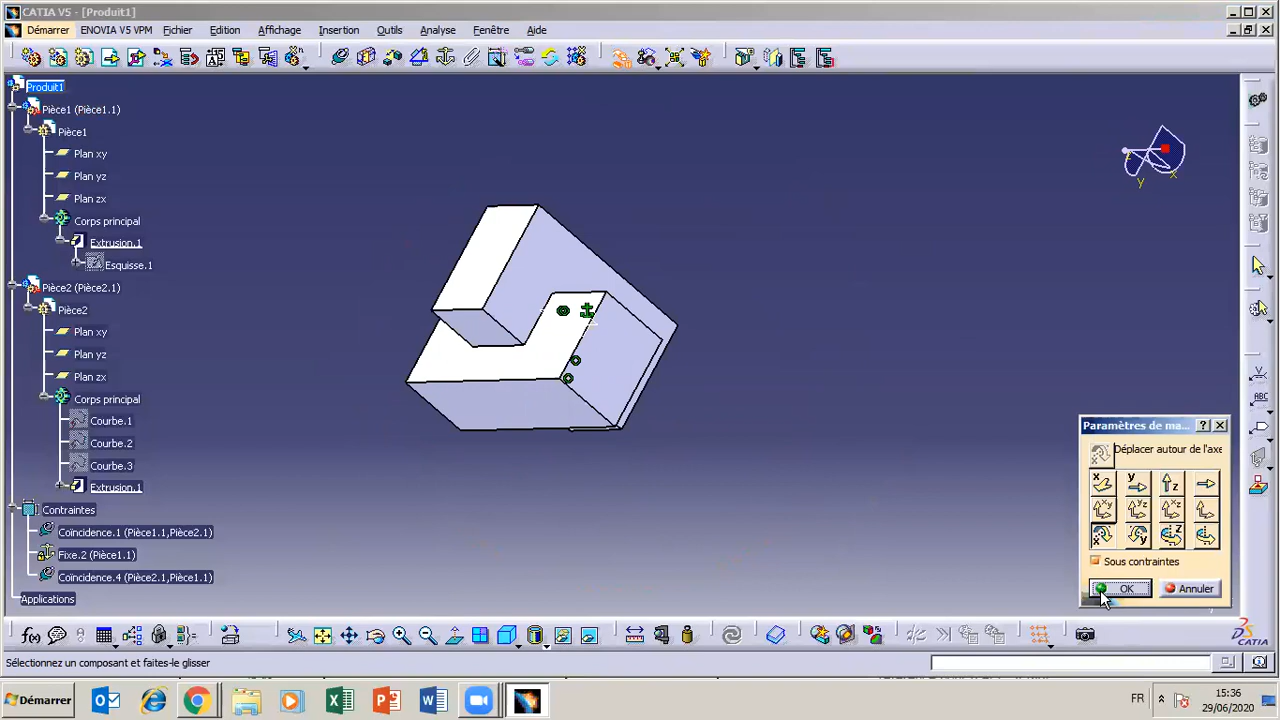 CATIA V5 - [Produit1]
Démarrer ENOVIA V5 VPM Fichier Edition Affichage Insertion Outils Analyse Fenêtre Aide
Produit1
Pièce1 (Pièce1.1)
Pièce1
Plan xy
Plan yz
Plan zx
Corps principal
Extrusion.1
Esquisse.1
Pièce2 (Pièce2.1)
Pièce2
Plan xy
Plan yz
Plan zx
Corps principal
Courbe.1
Courbe.2
Courbe.3
Extrusion.1
Contraintes
Coïncidence.1 (Pièce1.1,Pièce2.1)
Fixe.2 (Pièce1.1)
Coïncidence.4 (Pièce2.1,Pièce1.1)
Applications
z
y
x
ABC
Paramètres de ma...
Déplacer autour de l'axe
Sous contraintes
OK Annuler
f(x)
CATIA
Sélectionnez un composant et faites-le glisser
Démarrer
FR
15:36
29/06/2020